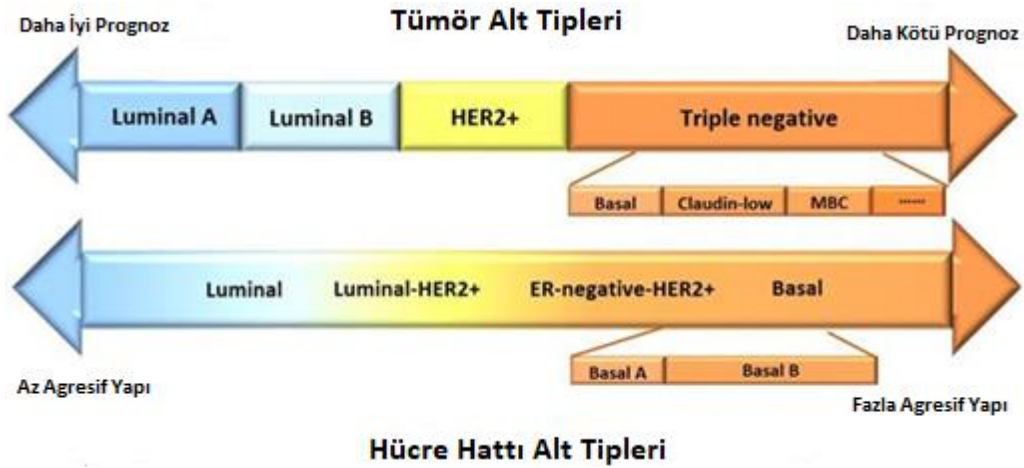 Tümör Alt Tipleri
Daha İyi Prognoz
Daha Kötü Prognoz
Luminal A
Luminal B
HER2+
Triple negative
Basal
Claudin-low
MBC
......
Luminal
Luminal-HER2+
ER-negative-HER2+
Basal
Basal A
Basal B
Az Agresif Yapı
Fazla Agresif Yapı
Hücre Hattı Alt Tipleri